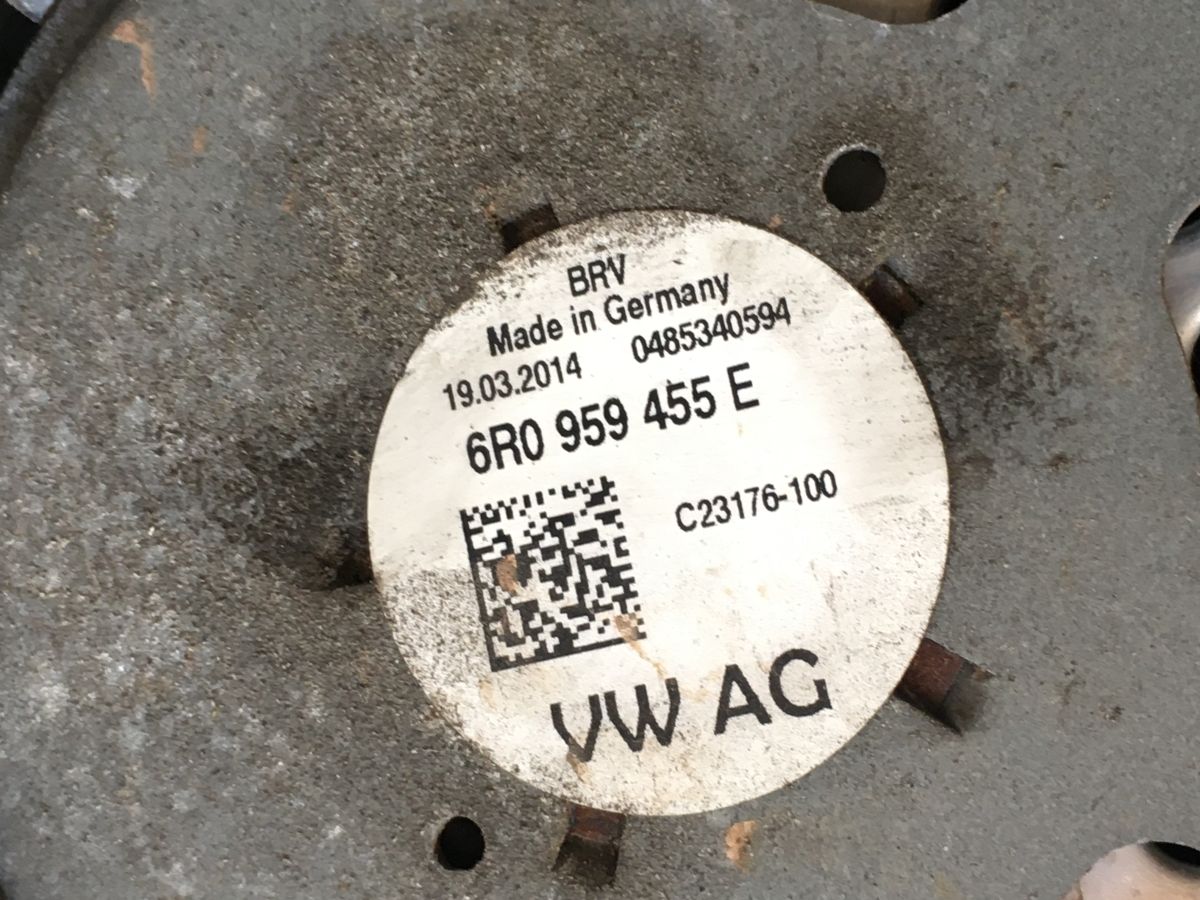 BRV
Made in Germany
19.03.2014 0485340594
6R0 959 455 E
C23176-100
VW AG